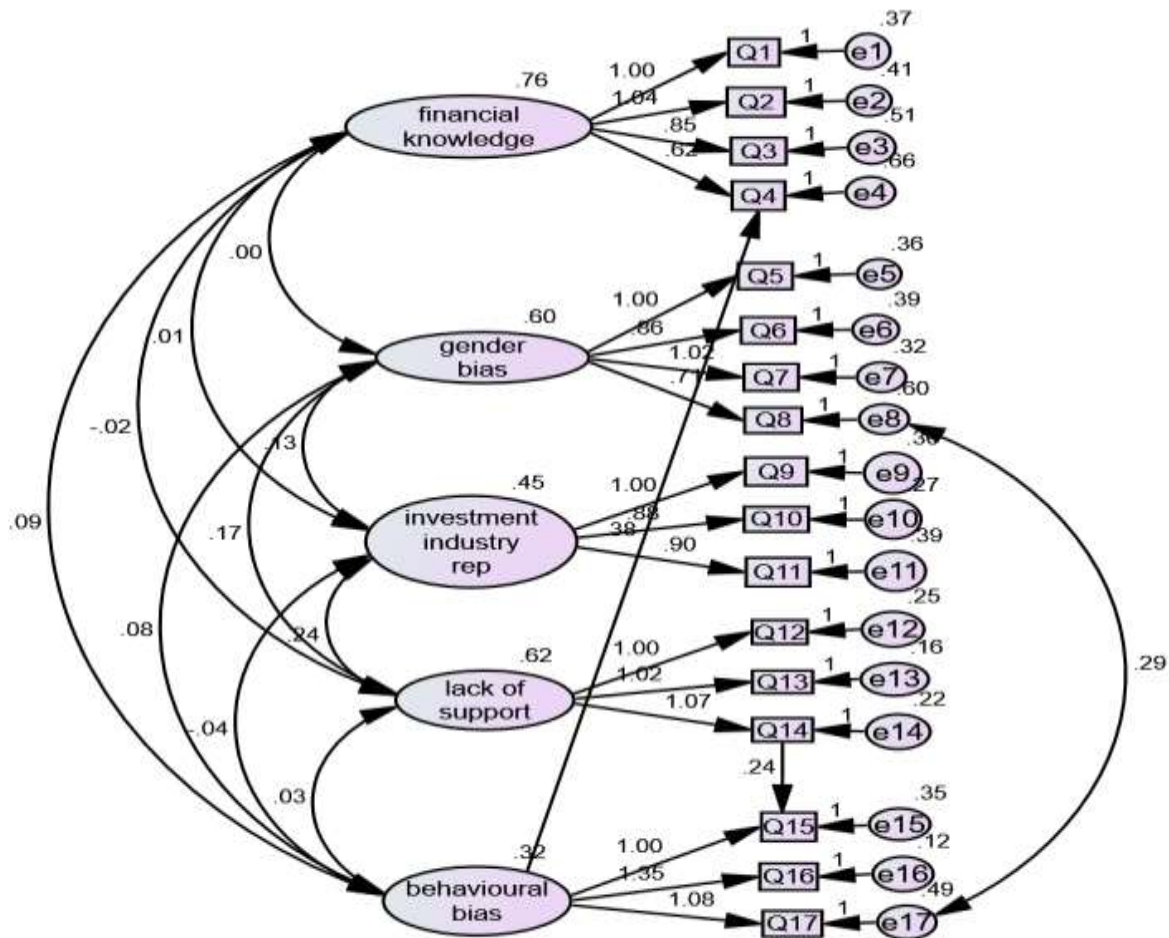 .37
1
Q1
e1
.76
1.00
.41
1.04
1
Q2
e2
financial
knowledge
.51
.85
1
Q3
e3
.62
.66
1
Q4
e4
.00
.36
1
Q5
e5
1.00
.60
.39
.86
1
Q6
e6
.01
gender
bias
.32
1.02
1
Q7
e7
.71
.60
1
Q8
e8
-.02
.13
.36
1
Q9
e9
.45
1.00
.27
.88
1
Q10
e10
investment
industry
rep
.38
.39
.90
1
Q11
e11
.09
.17
.25
1
Q12
e12
.08
.24
.62
1.00
.16
1.02
1
Q13
e13
.29
lack of
support
.22
1.07
1
Q14
e14
-.04
.24
.03
.35
1
Q15
e15
.32
1.00
.12
1.35
1
Q16
e16
behavioural
bias
.49
1.08
1
Q17
e17